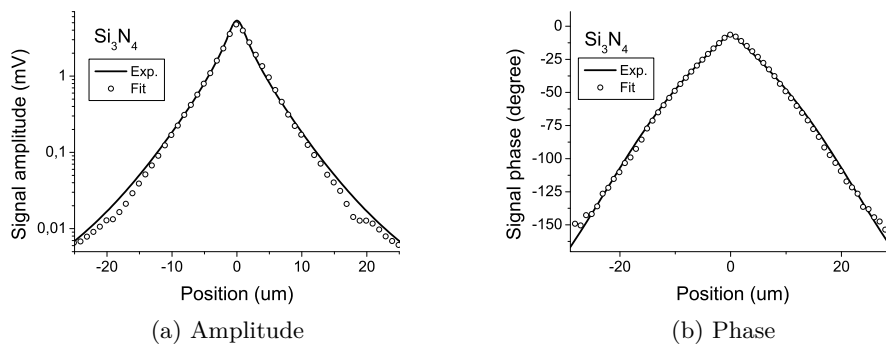 Si₃N₄
Exp.
Fit
Signal amplitude (mV)
1
0,1
0,01
-20 -10 0 10 20
Position (um)
(a) Amplitude
Si₃N₄
Exp.
Fit
Signal phase (degree)
0
-25
-50
-75
-100
-125
-150
-20 0 20
Position (um)
(b) Phase